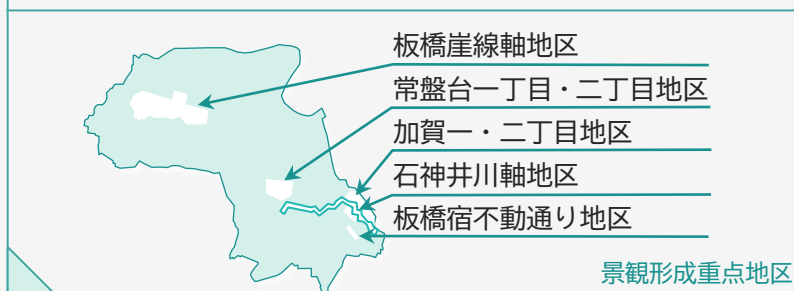 板橋崖線軸地区
常盤台一丁目・二丁目地区
加賀一・二丁目地区
石神井川軸地区
板橋宿不動通り地区
景観形成重点地区